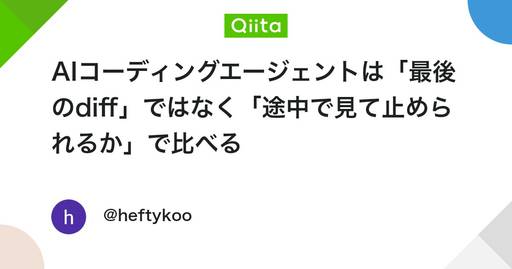 Qiita
AIコーディングエージェントは「最後
のdiff」ではなく「途中で見て止めら
れるか」で比べる
h
@heftykoo